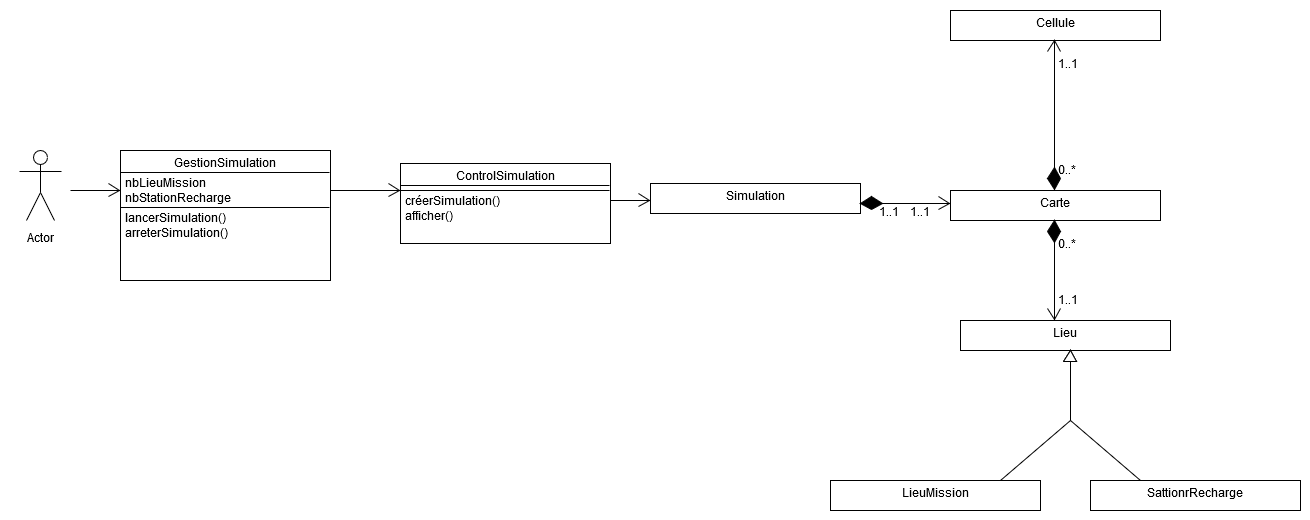 Cellule
1..1
0..*
Carte
0..*
1..1
Lieu
LieuMission
SattionrRecharge
Actor
GestionSimulation
nbLieuMission
nbStationRecharge
lancerSimulation()
arreterSimulation()
ControlSimulation
créerSimulation()
afficher()
Simulation
1..1
1..1